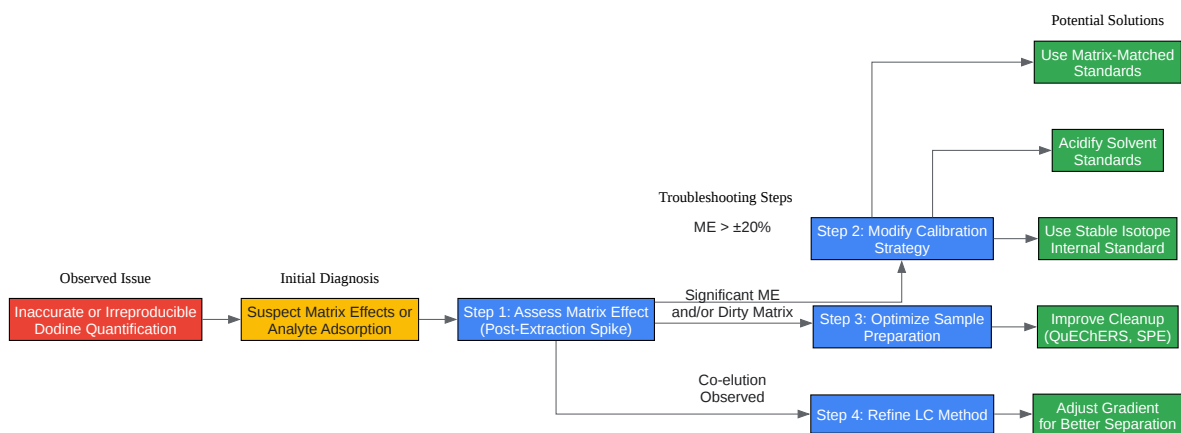 Potential Solutions
Use Matrix-Matched
Standards
Acidify Solvent
Standards
Troubleshooting Steps
ME > ±20%
Step 2: Modify Calibration
Strategy
Use Stable Isotope
Internal Standard
Observed Issue
Initial Diagnosis
Inaccurate or Irreproducible
Dodine Quantification
Suspect Matrix Effects or
Analyte Adsorption
Step 1: Assess Matrix Effect
(Post-Extraction Spike)
Significant ME
and/or Dirty Matrix
Step 3: Optimize Sample
Preparation
Improve Cleanup
(QuEChERS, SPE)
Co-elution
Observed
Step 4: Refine LC Method
Adjust Gradient
for Better Separation